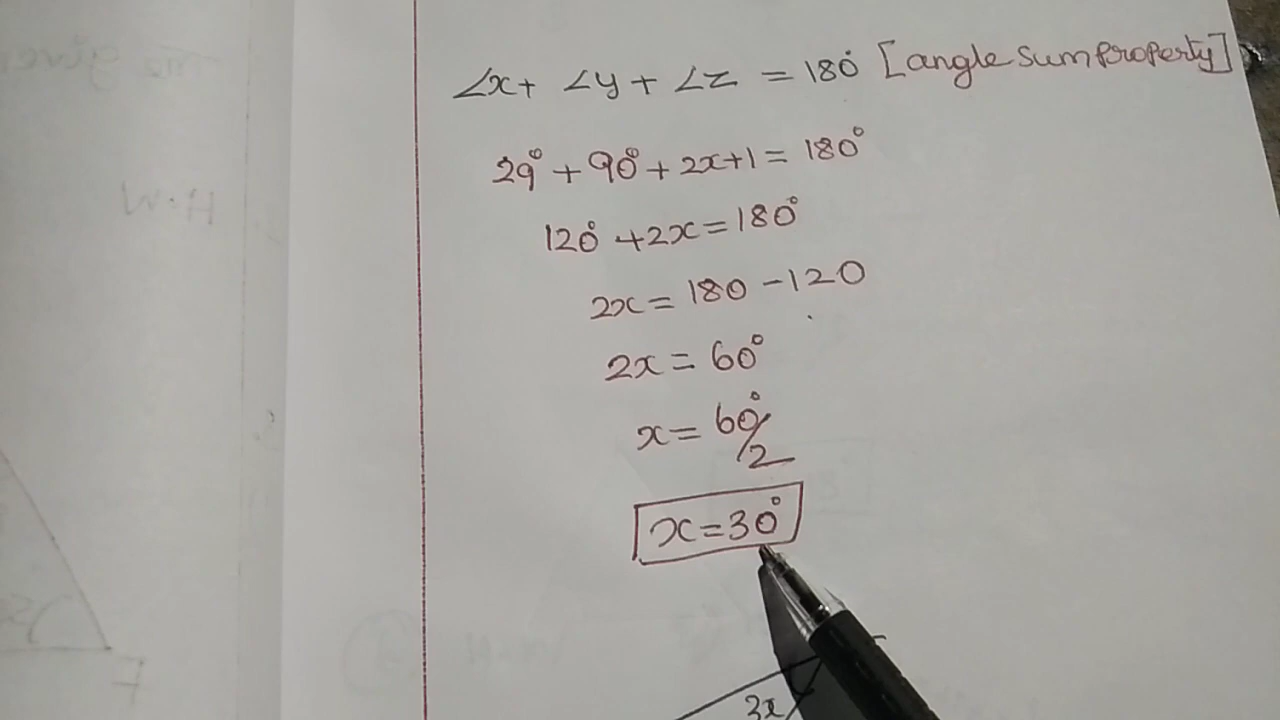 ∠x+ ∠y + ∠z = 180° [angle sum property]
29° + 90° + 2x+1 = 180°
120° +2x = 180°
2x = 180 - 120
2x = 60°
x = 60°/2
x = 30°
3x
H.W
F